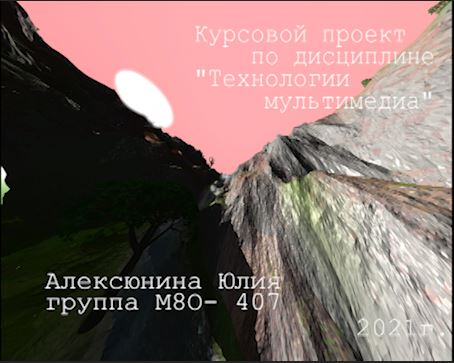 Курсовой проект
по дисциплине
"Технологии
мультимедиа"
Алексюнина Юлия
группа М8О- 407
2021г.